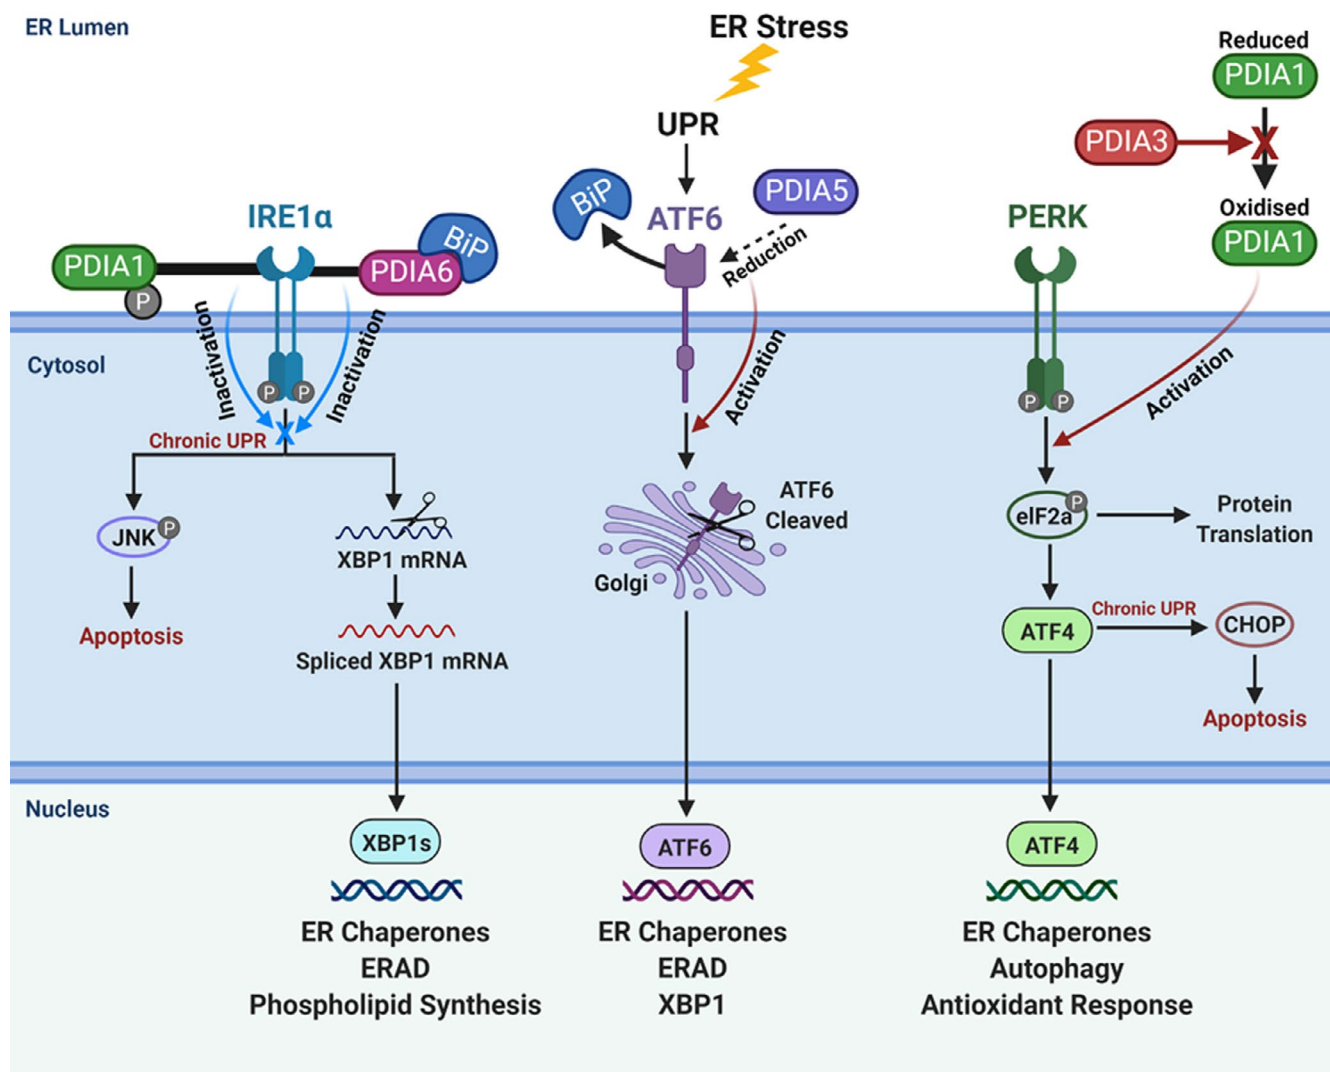 ER Lumen
ER Stress
UPR
Reduced
PDIA1
PDIA3
X
Oxidised
PDIA1
BiP
ATF6
PDIA5
Reduction
IRE1α
PDIA1
P
PDIA6
BiP
PERK
Cytosol
Inactivation
Inactivation
P
P
X
Activation
P
P
Activation
Chronic UPR
JNK
P
Apoptosis
XBP1 mRNA
Spliced XBP1 mRNA
ATF6
Cleaved
Golgi
eIF2a
P
Protein
Translation
ATF4
Chronic UPR
CHOP
Apoptosis
Nucleus
XBP1s
ER Chaperones
ERAD
Phospholipid Synthesis
ATF6
ER Chaperones
ERAD
XBP1
ATF4
ER Chaperones
Autophagy
Antioxidant Response